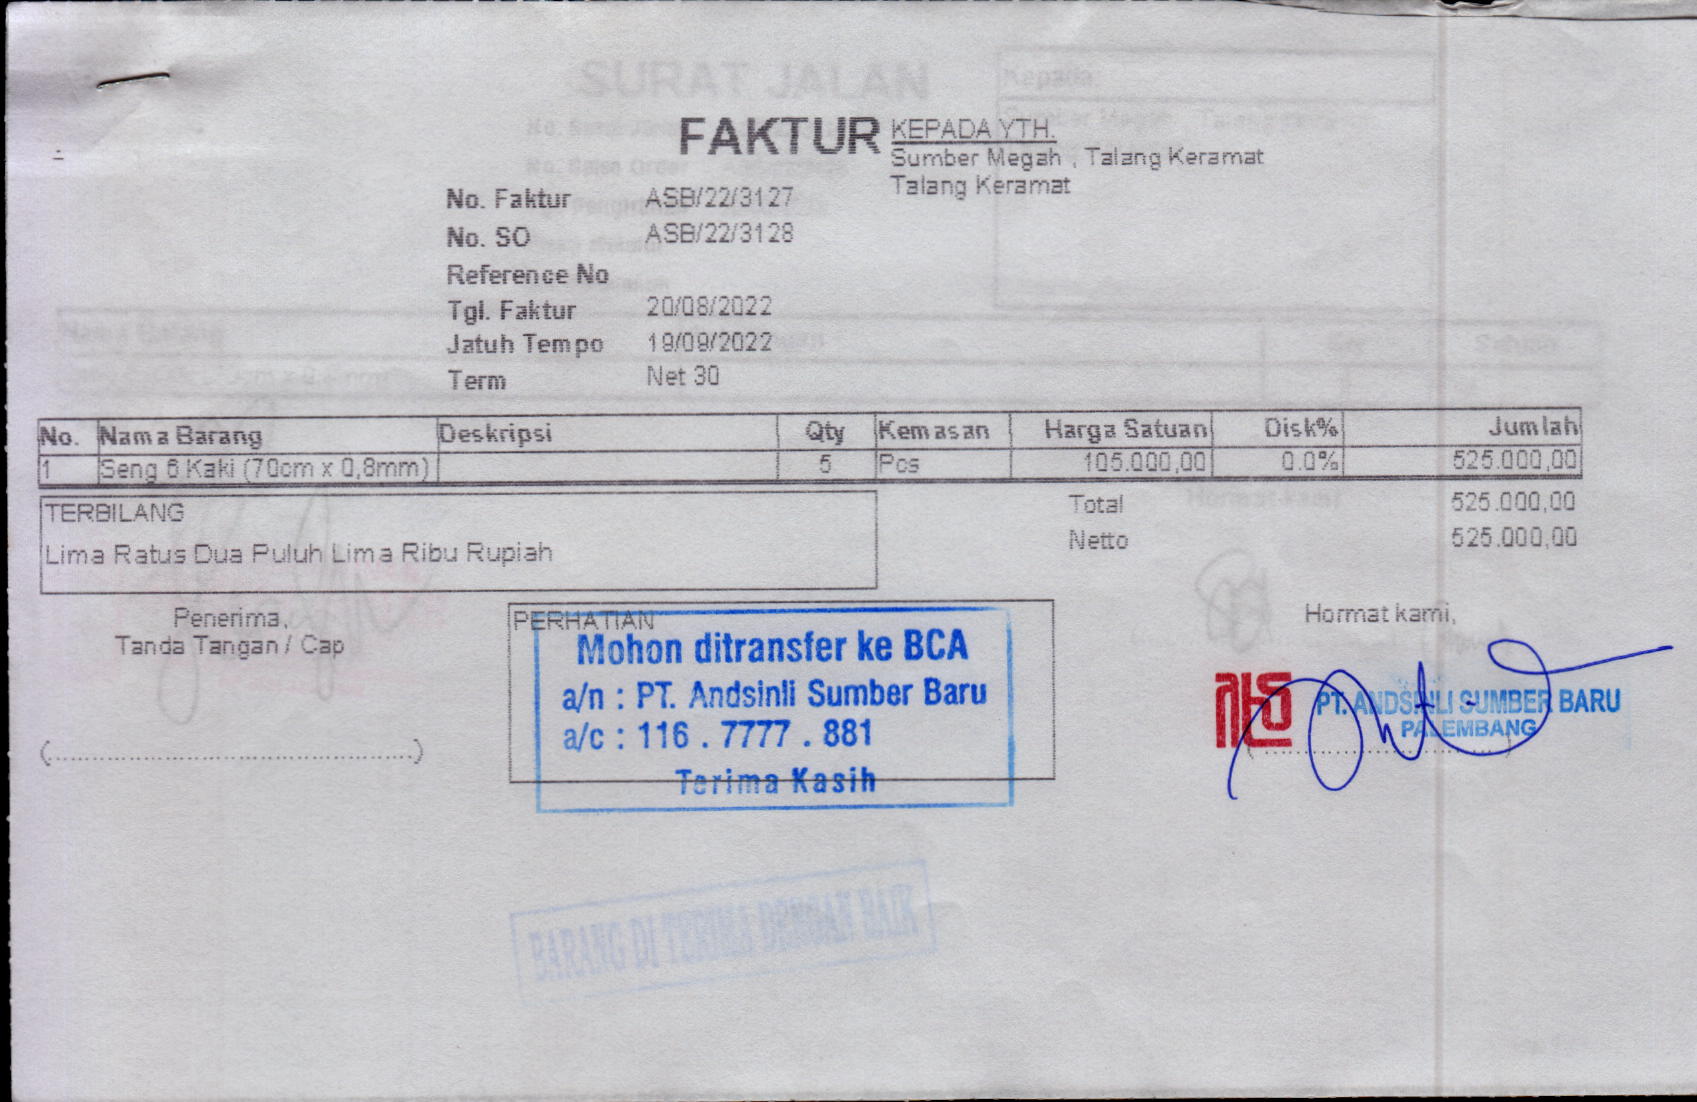 FAKTUR
KEPADA YTH.
Sumber Megah , Talang Keramat
Talang Keramat
No. Faktur ASB/22/3127
No. SO ASB/22/3128
Reference No
Tgl. Faktur 20/08/2022
Jatuh Tempo 19/09/2022
Term Net 30
No. Nama Barang Deskripsi Qty Kemasan Harga Satuan Disk% Jumlah
1 Seng 6 Kaki (70cm x 0,8mm) 5 Pcs 105.000,00 0.0% 525.000,00
TERBILANG
Lima Ratus Dua Puluh Lima Ribu Rupiah
Total 525.000,00
Netto 525.000,00
Penerima,
Tanda Tangan / Cap
(........................................)
PERHATIAN
Mohon ditransfer ke BCA
a/n : PT. Andsinli Sumber Baru
a/c : 116 . 7777 . 881
Terima Kasih
Hormat kami,
PT. ANDSINLI SUMBER BARU
PALEMBANG
BARANG DI TERIMA DENGAN BAIK
SURAT JALAN
Kepada